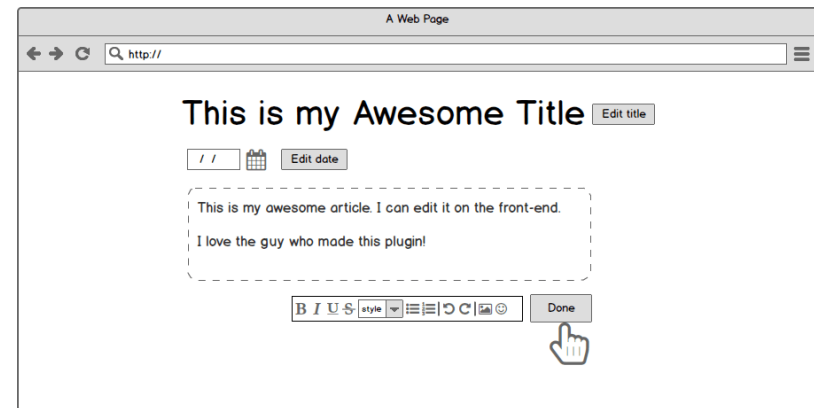 A Web Page
http://
This is my Awesome Title
Edit title
/ /
Edit date
This is my awesome article. I can edit it on the front-end.
I love the guy who made this plugin!
B I U S style
Done